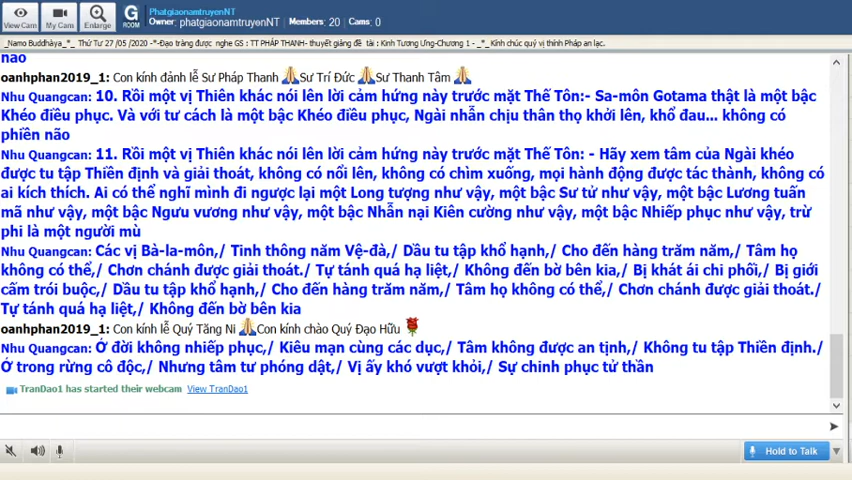 View Cam
My Cam
Enlarge
G
ROOM
PhatgiaonamtruyenNT
Owner: phatgiaonamtruyenNT | Members: 20 | Cams: 0
_Namo Buddhàya_*_ Thứ Tư 27 /05 /2020 -*-Đạo tràng được nghe GS : TT PHÁP THANH- thuyết giảng đề tài : Kinh Tương Ưng-Chương 1 - _*_ Kính chúc quý vị thính Pháp an lạc.
não
oanhphan2019_1: Con kính đảnh lễ Sư Pháp Thanh 🙏Sư Trí Đức 🙏Sư Thanh Tâm 🙏
Nhu Quangcan: 10. Rồi một vị Thiên khác nói lên lời cảm hứng này trước mặt Thế Tôn:- Sa-môn Gotama thật là một bậc
Khéo điều phục. Và với tư cách là một bậc Khéo điều phục, Ngài nhẫn chịu thân thọ khởi lên, khổ đau... không có
phiền não
Nhu Quangcan: 11. Rồi một vị Thiên khác nói lên lời cảm hứng này trước mặt Thế Tôn: - Hãy xem tâm của Ngài khéo
được tu tập Thiền định và giải thoát, không có nổi lên, không có chìm xuống, mọi hành động được tác thành, không có
ai kích thích. Ai có thể nghĩ mình đi ngược lại một Long tượng như vậy, một bậc Sư tử như vậy, một bậc Lương tuấn
mã như vậy, một bậc Ngưu vương như vậy, một bậc Nhẫn nại Kiên cường như vậy, một bậc Nhiếp phục như vậy, trừ
phi là một người mù
Nhu Quangcan: Các vị Bà-la-môn,/ Tinh thông năm Vệ-đà,/ Dầu tu tập khổ hạnh,/ Cho đến hàng trăm năm,/ Tâm họ
không có thể,/ Chơn chánh được giải thoát./ Tự tánh quá hạ liệt,/ Không đến bờ bên kia,/ Bị khát ái chi phối,/ Bị giới
cấm trói buộc,/ Dầu tu tập khổ hạnh,/ Cho đến hàng trăm năm,/ Tâm họ không có thể,/ Chơn chánh được giải thoát./
Tự tánh quá hạ liệt,/ Không đến bờ bên kia
oanhphan2019_1: Con kính lễ Quý Tăng Ni 🙏Con kính chào Quý Đạo Hữu 🌹
Nhu Quangcan: Ở đời không nhiếp phục,/ Kiêu mạn cùng các dục,/ Tâm không được an tịnh,/ Không tu tập Thiền định./
Ở trong rừng cô độc,/ Nhưng tâm tư phóng dật,/ Vị ấy khó vượt khỏi,/ Sự chinh phục tử thần
TranDao1 has started their webcam View TranDao1
Hold to Talk